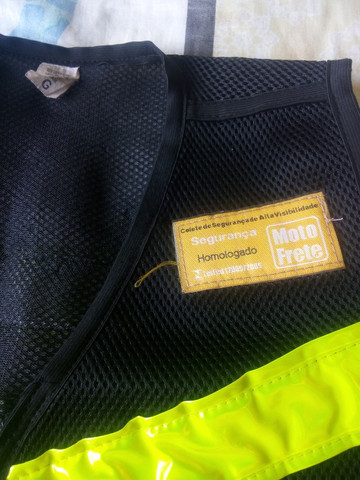 G
Colete de Segurança de Alta Visibilidade
Segurança
Homologado
Moto
Frete